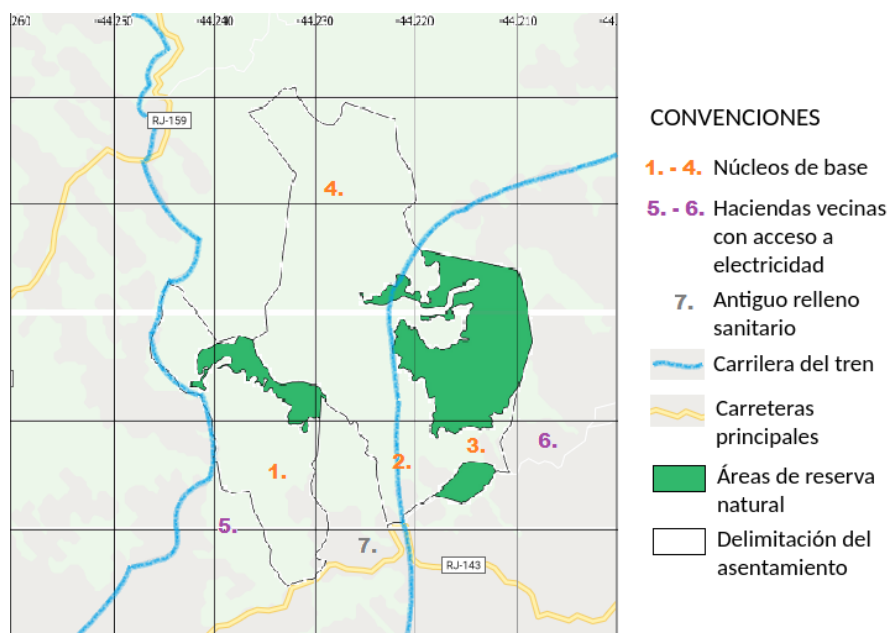 260
-44.250
-44.240
-44.230
-44.220
-44.210
-44.
RJ-159
4.
1.
2.
3.
6.
5.
7.
RJ-143
CONVENCIONES
1. - 4. Núcleos de base
5. - 6. Haciendas vecinas
con acceso a
electricidad
7. Antiguo relleno
sanitario
Carrilera del tren
Carreteras
principales
Áreas de reserva
natural
Delimitación del
asentamiento